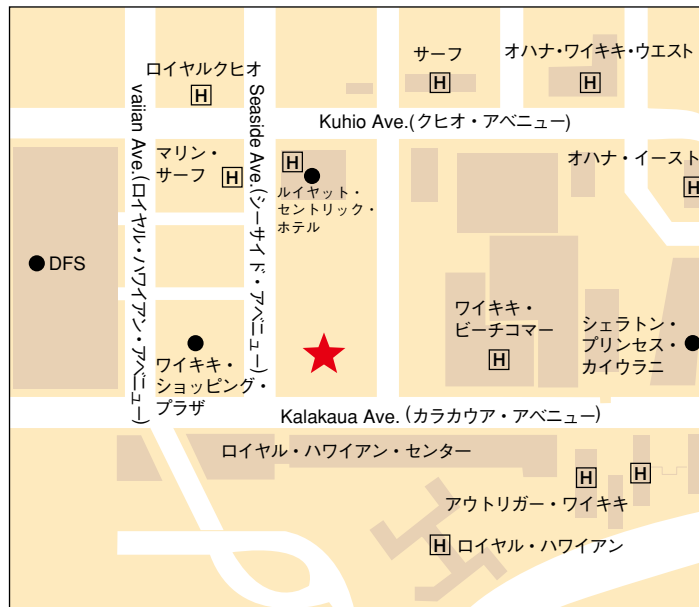 サーフ
オハナ・ワイキキ・ウエスト
ロイヤルクヒオ
H
H
H
Kuhio Ave.(クヒオ・アベニュー)
vaiian Ave.(ロイヤル・ハワイアン・アベニュー)
Seaside Ave.(シーサイド・アベニュー)
マリン・
サーフ
H
H
ルイヤット・
セントリック・
ホテル
オハナ・イースト
H
DFS
ワイキキ・
ショッピング・
プラザ
ワイキキ・
ビーチコマー
H
シェラトン・
プリンセス・
カイウラニ
Kalakaua Ave. (カラカウア・アベニュー)
ロイヤル・ハワイアン・センター
H
H
アウトリガー・ワイキキ
H
ロイヤル・ハワイアン